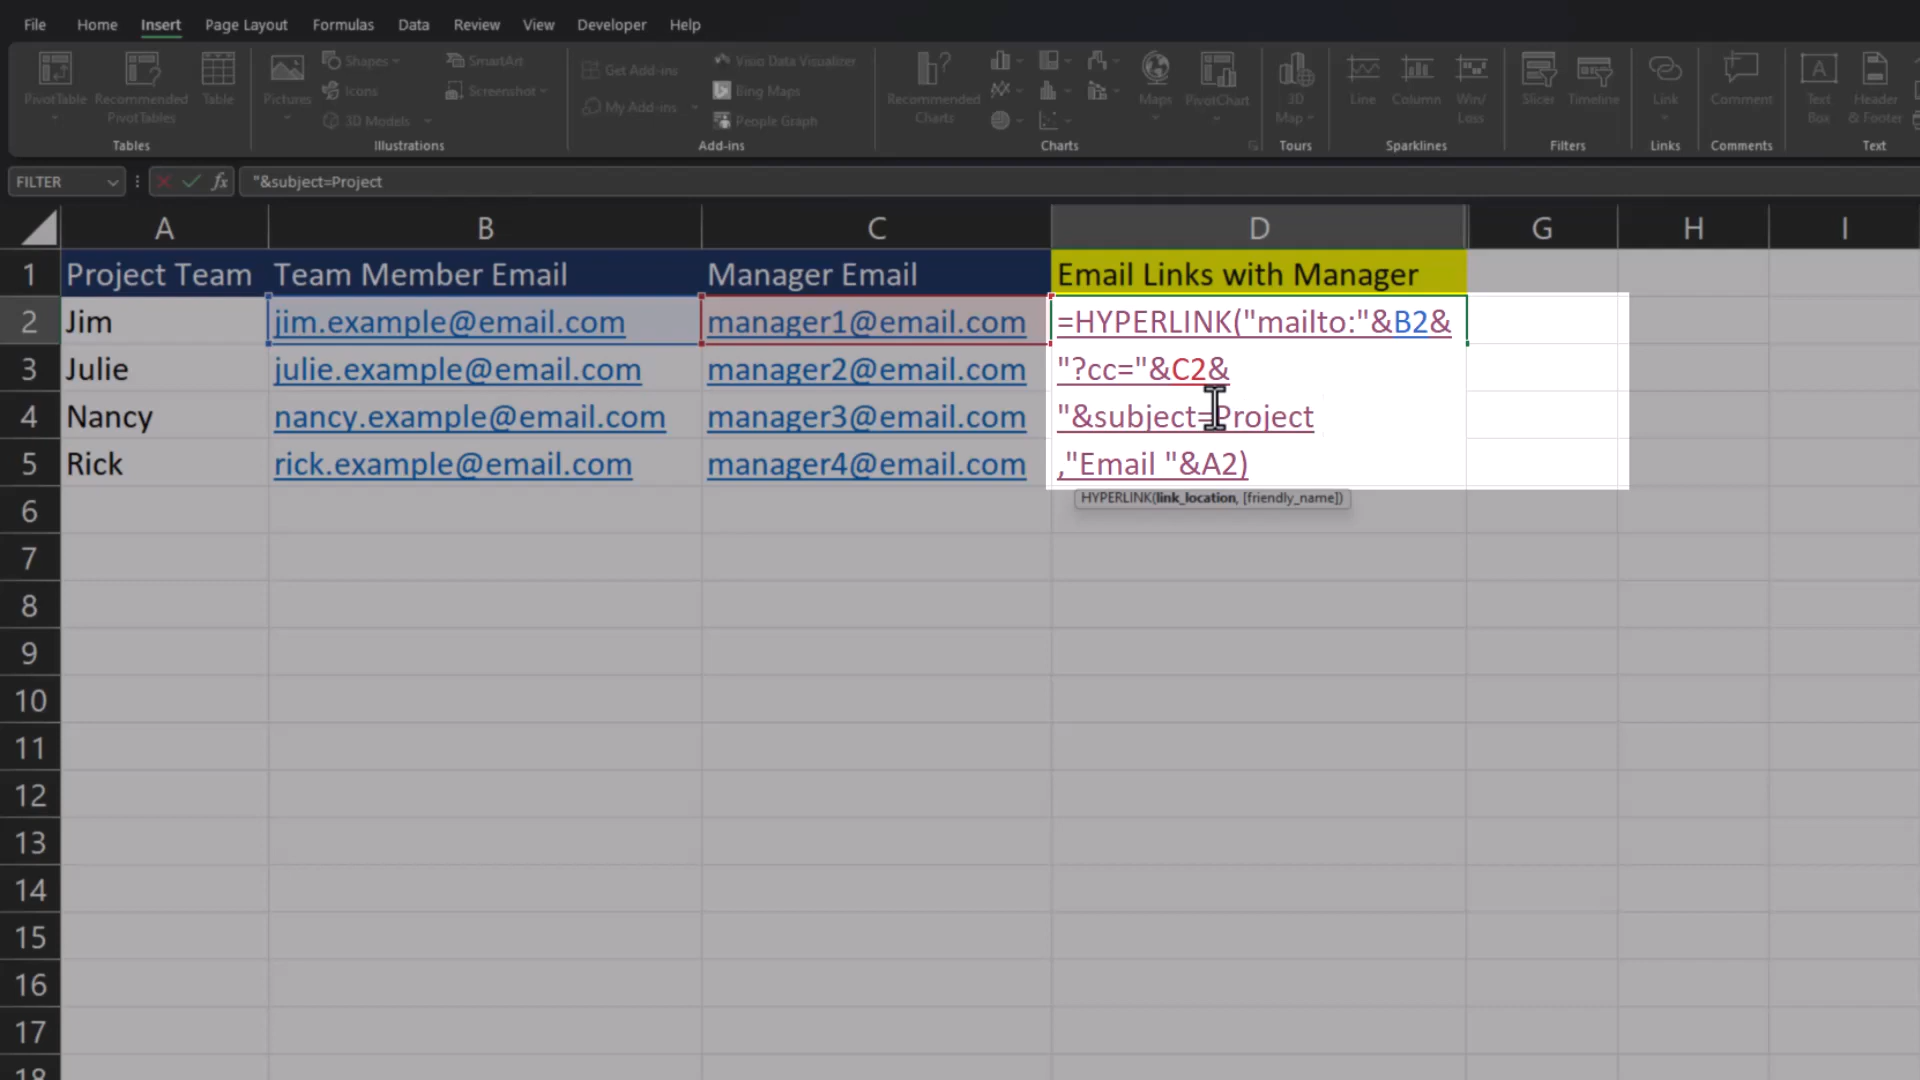 File Home Insert Page Layout Formulas Data Review View Developer Help
PivotTable Recommended PivotTables Table
Tables
Pictures Shapes Icons 3D Models SmartArt Screenshot
Illustrations
Get Add-ins My Add-ins Visio Data Visualizer Bing Maps People Graph
Add-ins
Recommended Charts Maps PivotChart
Charts
3D Map
Tours
Line Column Win/Loss
Sparklines
Slicer Timeline
Filters
Link
Links
Comment
Comments
Text Box Header & Footer
Text
FILTER fx "&subject=Project
A B C D G H I
1 Project Team Team Member Email Manager Email Email Links with Manager
2 Jim jim.example@email.com manager1@email.com =HYPERLINK("mailto:"&B2&
3 Julie julie.example@email.com manager2@email.com "?cc="&C2&
4 Nancy nancy.example@email.com manager3@email.com "&subject=Project
5 Rick rick.example@email.com manager4@email.com ,"Email "&A2)
HYPERLINK(link_location, [friendly_name])
6
7
8
9
10
11
12
13
14
15
16
17
18